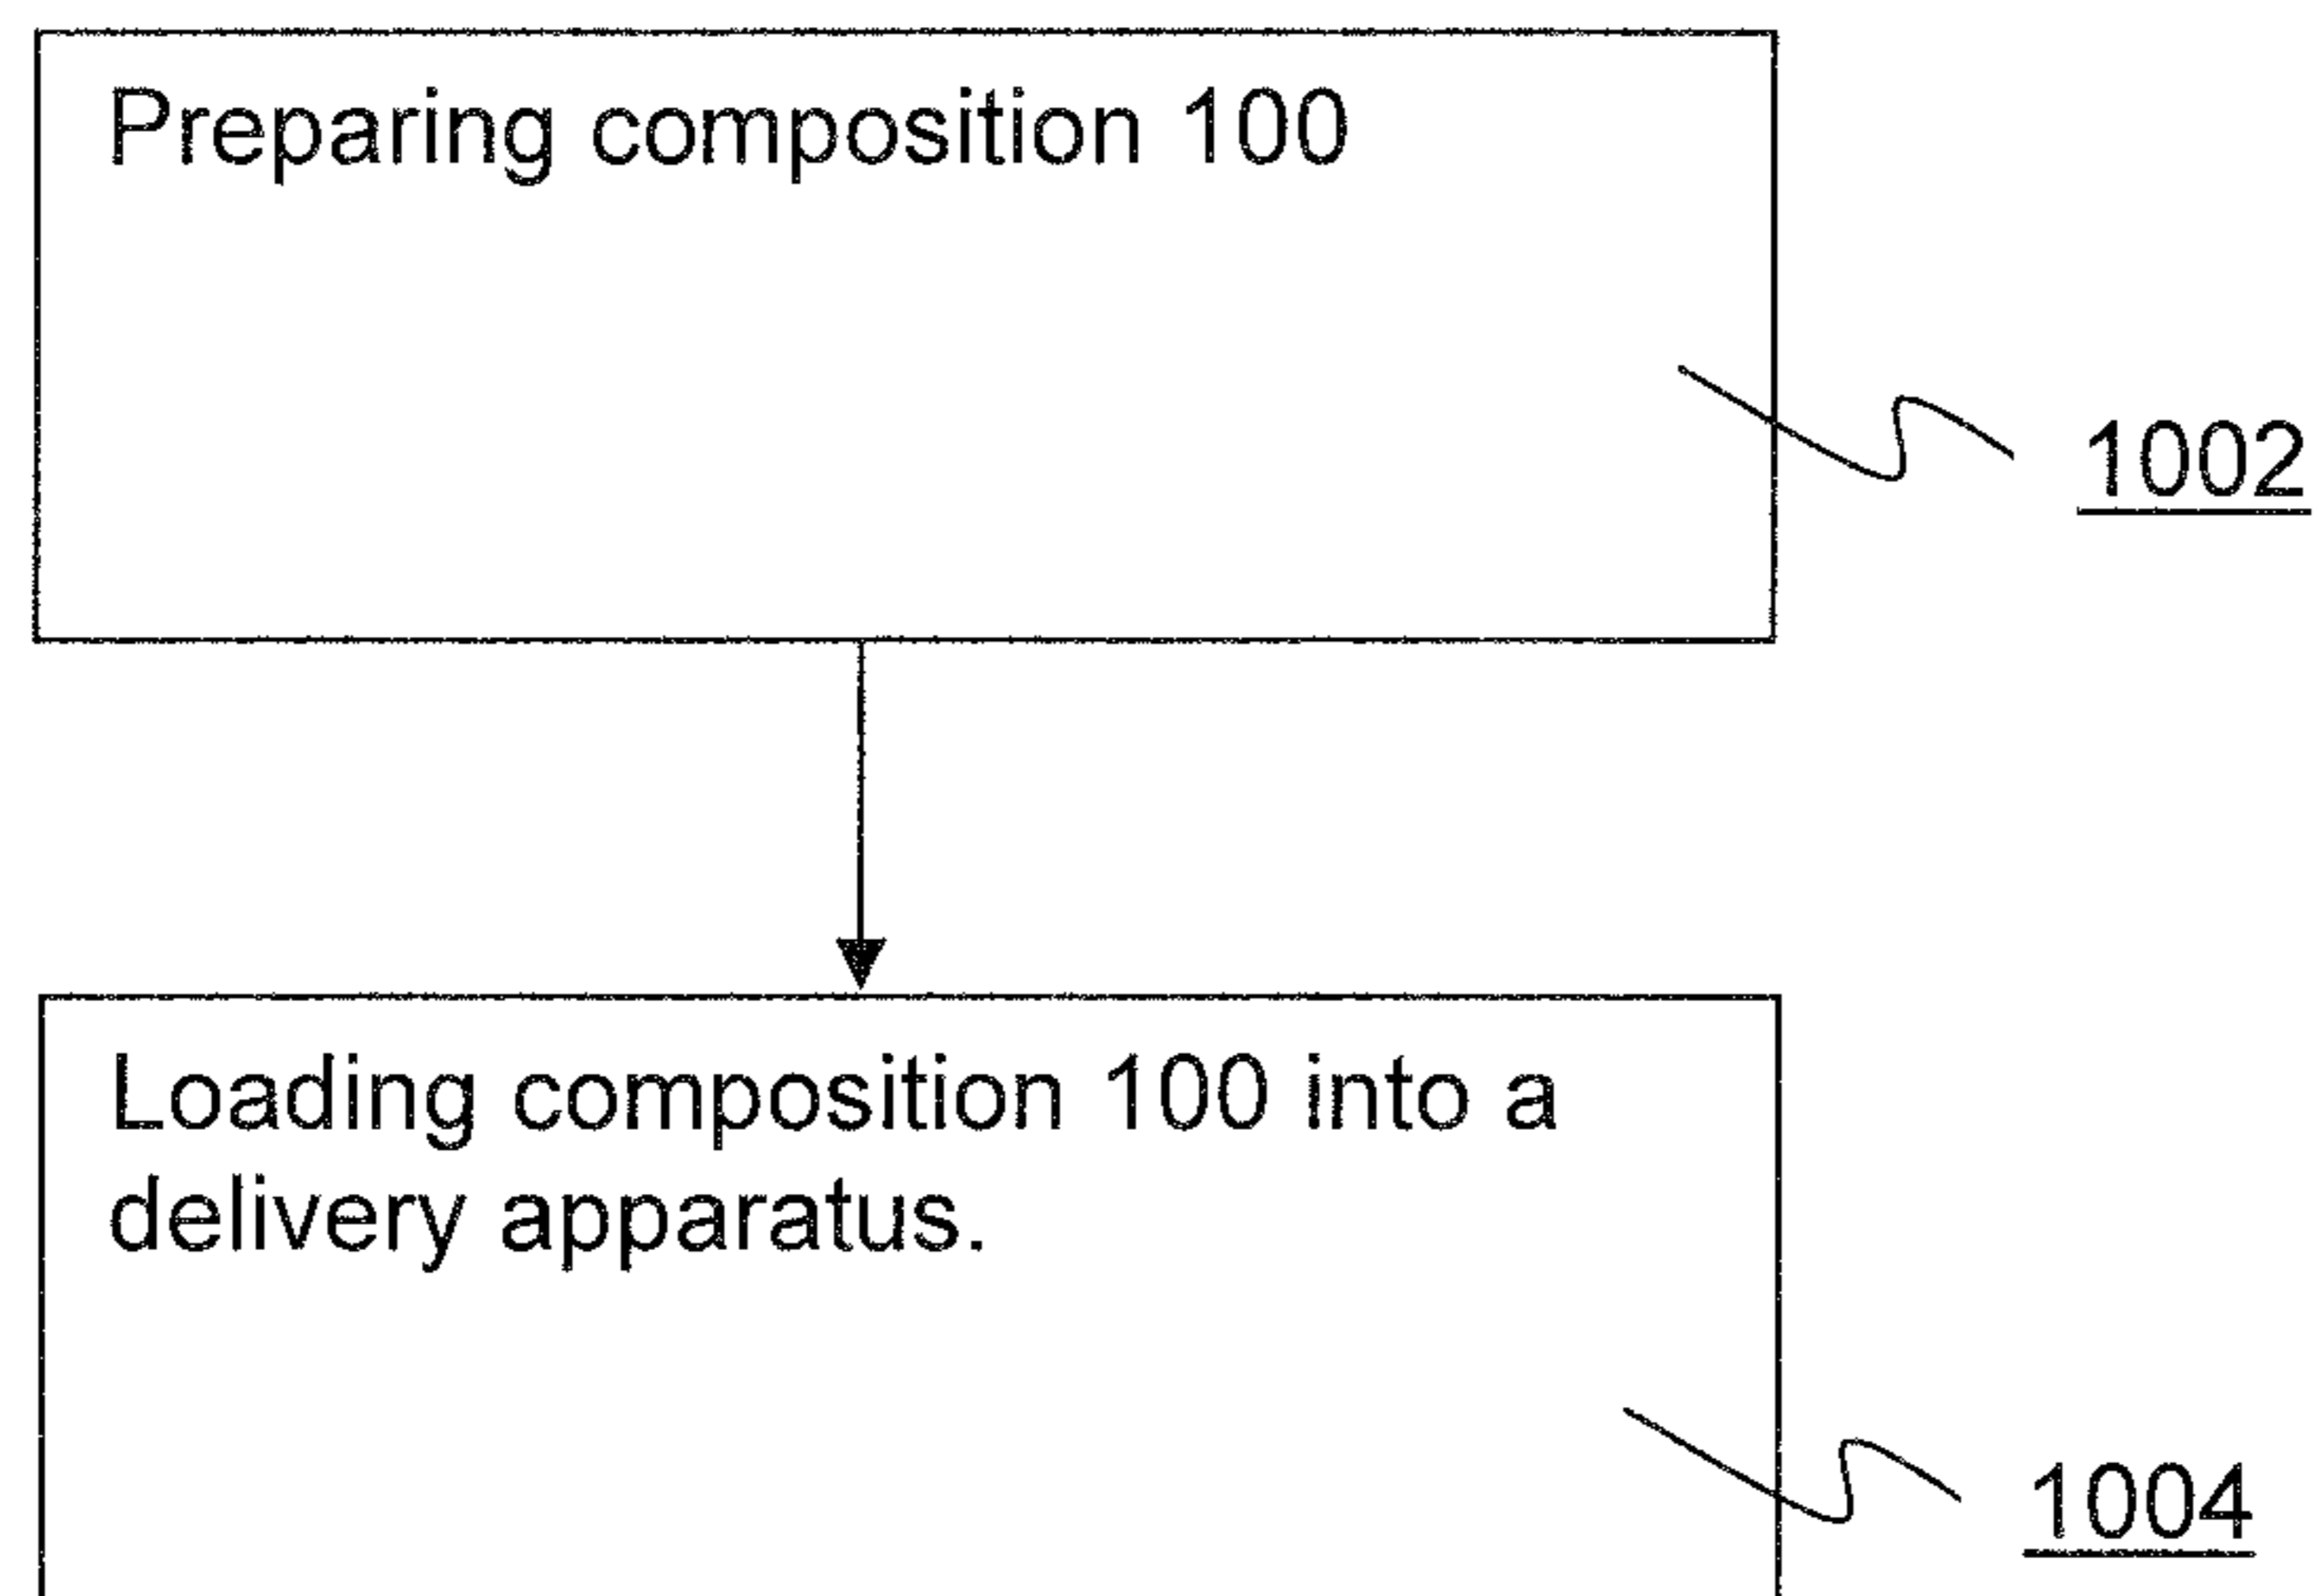 Preparing composition 100
1002
Loading composition 100 into a
delivery apparatus.
1004